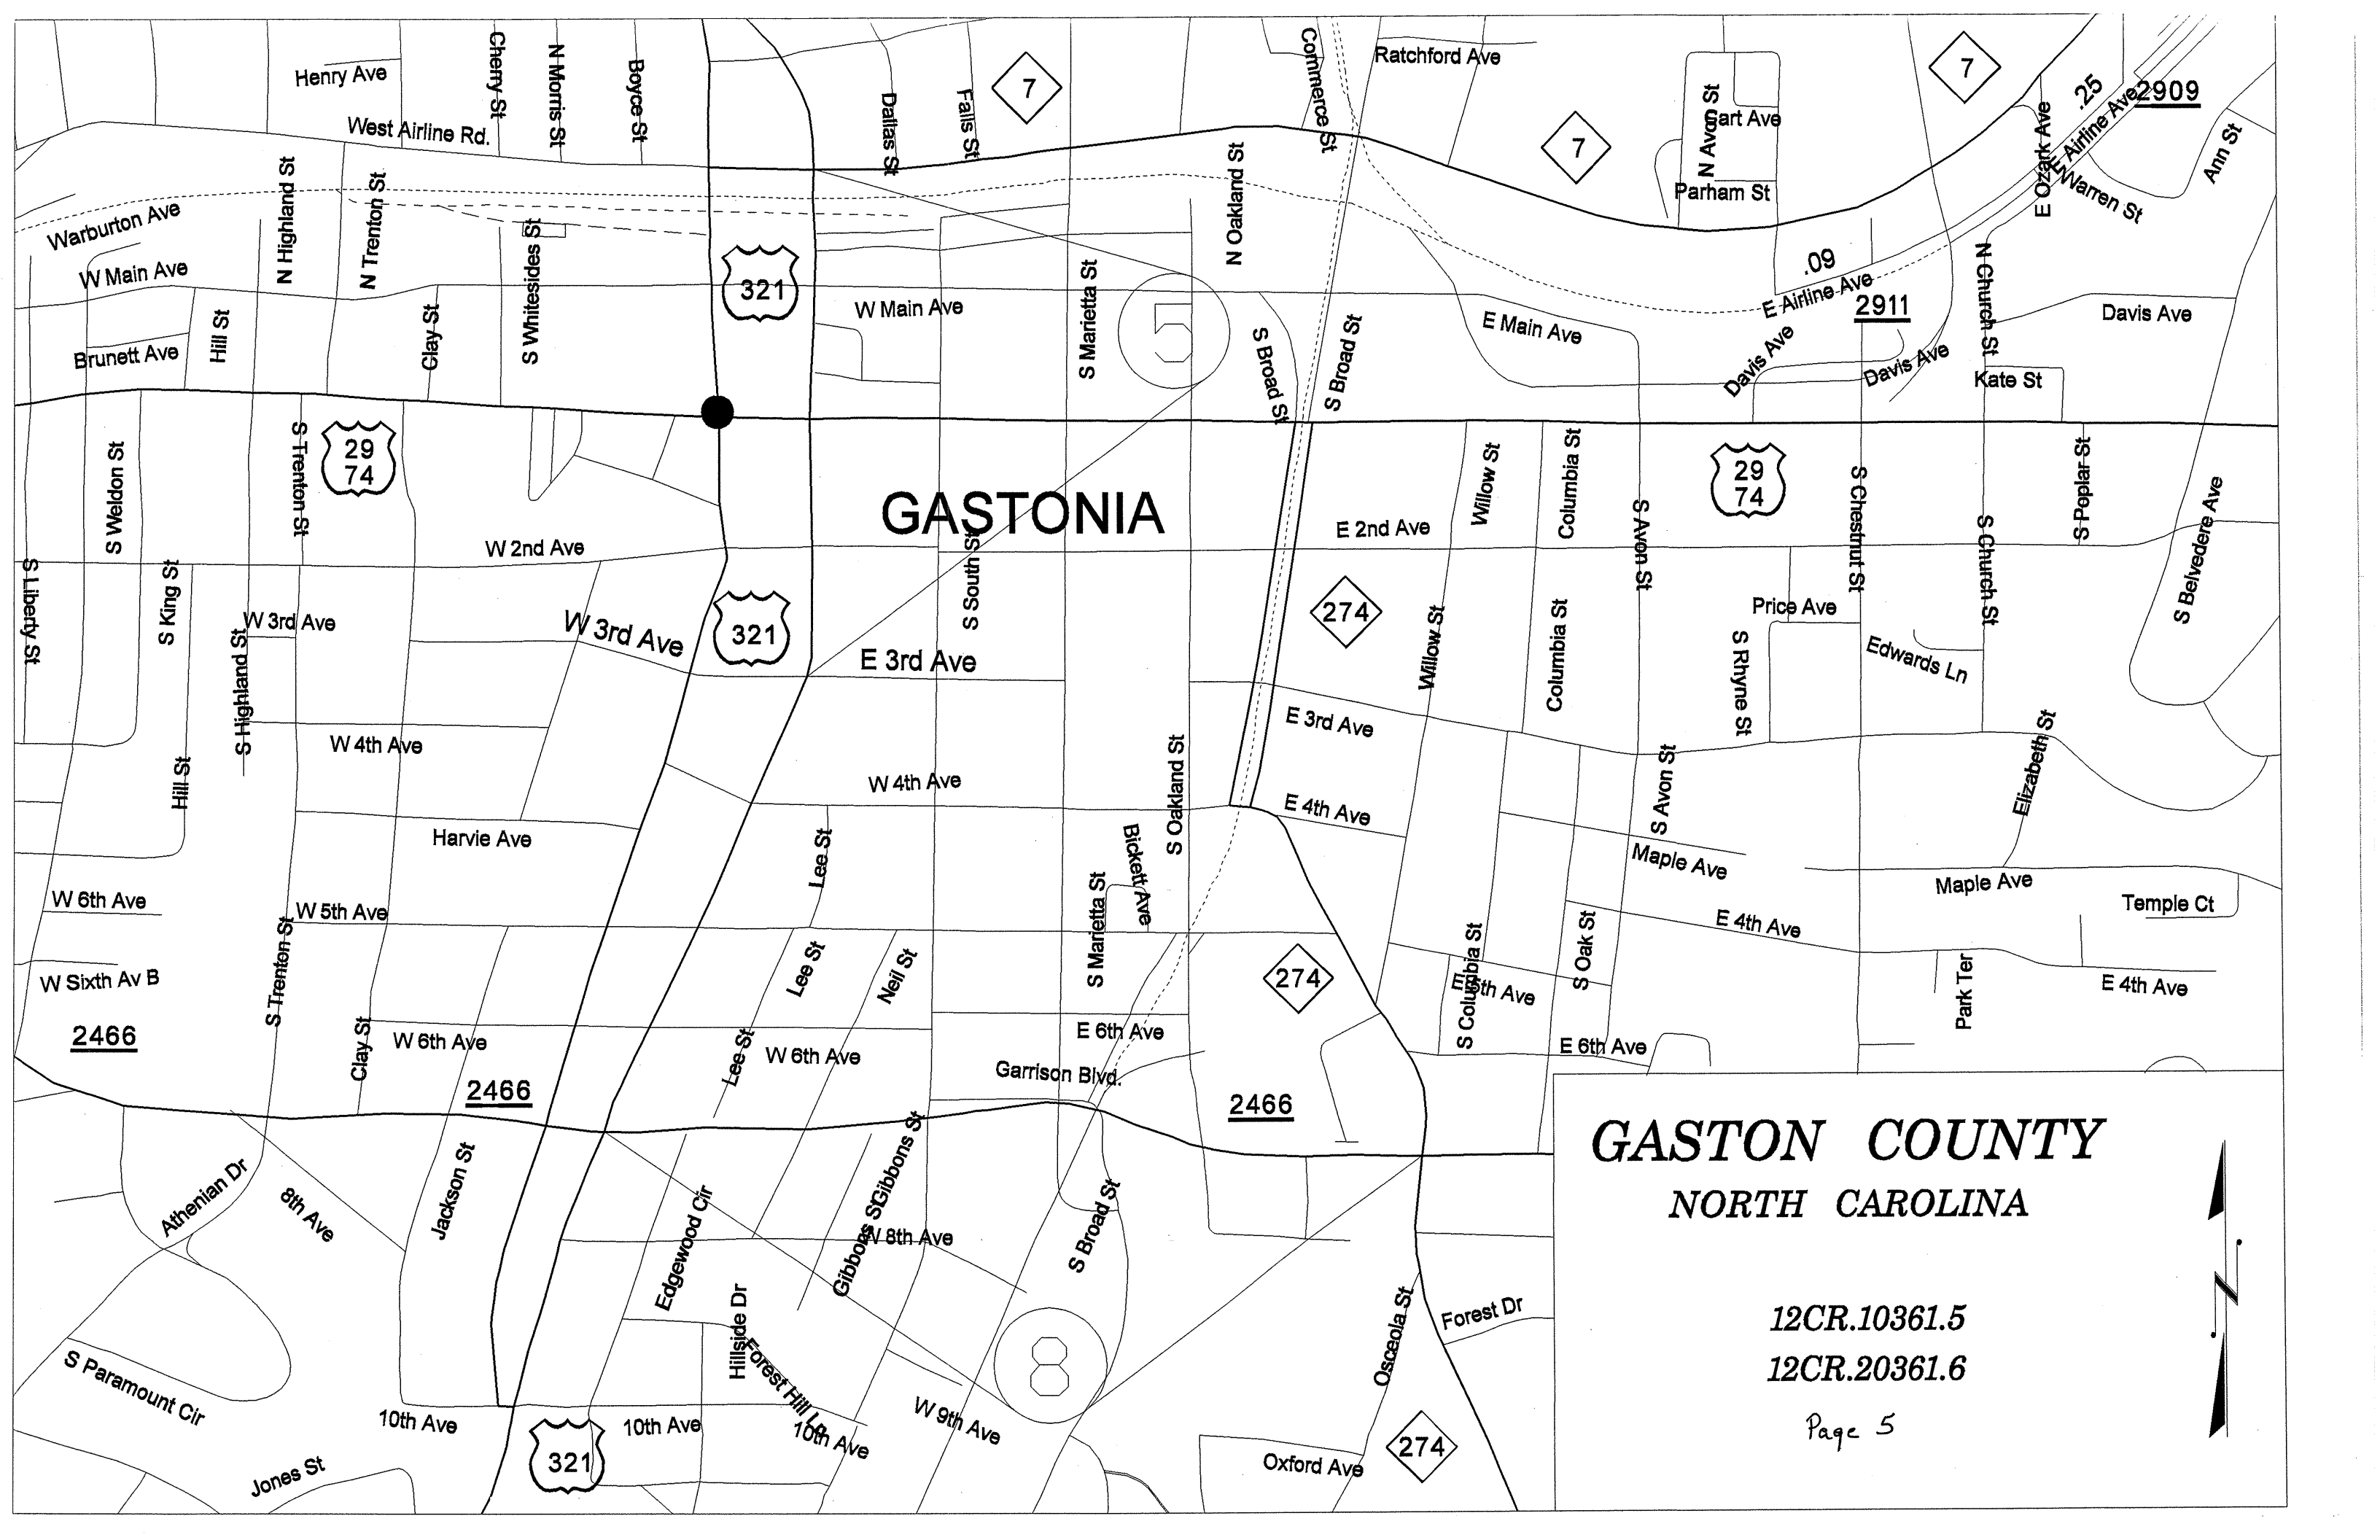 Henry Ave
Cherry St
N Morris St
Boyce St
West Airline Rd.
Dallas St
Falls St
7
Commerce St
Ratchford Ave
7
N Avon St
Gart Ave
Parham St
7
.25
2909
E Airline Ave
E Ozark Ave
E Warren St
Ann St
Warburton Ave
N Highland St
N Trenton St
S Whitesides St
N Oakland St
W Main Ave
Brunett Ave
Hill St
Clay St
321
W Main Ave
S Marietta St
5
S Broad St
S Broad St
E Main Ave
.09
E Airline Ave
2911
Davis Ave
Davis Ave
N Church St
Davis Ave
Kate St
S Weldon St
S Trenton St
29
74
GASTONIA
E 2nd Ave
Willow St
Columbia St
S Avon St
29
74
S Chestnut St
S Church St
S Poplar St
S Belvedere Ave
W 2nd Ave
S Liberty St
S King St
W 3rd Ave
S Highland St
W 3rd Ave
321
E 3rd Ave
S South St
274
Willow St
Columbia St
Price Ave
S Rhyne St
Edwards Ln
W 4th Ave
Hill St
W 4th Ave
S Oakland St
E 3rd Ave
E 4th Ave
S Avon St
Elizabeth St
Harvie Ave
Lee St
Bickett Ave
Maple Ave
Maple Ave
Temple Ct
W 6th Ave
W 5th Ave
S Marietta St
E 4th Ave
W Sixth Av B
S Trenton St
Lee St
Neil St
274
S Columbia St
E 5th Ave
S Oak St
Park Ter
E 4th Ave
2466
Clay St
W 6th Ave
Lee St
W 6th Ave
E 6th Ave
E 6th Ave
Garrison Blvd.
2466
2466
Athenian Dr
8th Ave
Jackson St
Edgewood Cir
Gibbons St
Gibbons St
W 8th Ave
S Broad St
GASTON COUNTY
NORTH CAROLINA
12CR.10361.5
12CR.20361.6
Page 5
Hillside Dr
Forest Hill Ln
8
Osceola St
Forest Dr
S Paramount Cir
10th Ave
321
10th Ave
10th Ave
W 9th Ave
274
Oxford Ave
Jones St